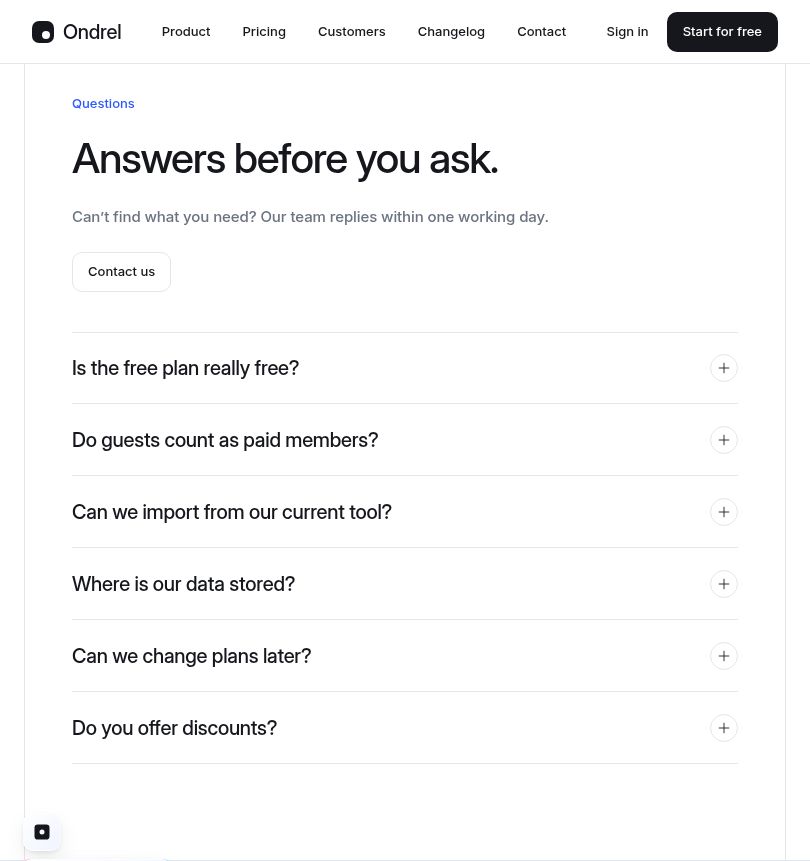 Ondrel
Product
Pricing
Customers
Changelog
Contact
Sign in
Start for free
Questions
Answers before you ask.
Can’t find what you need? Our team replies within one working day.
Contact us
Is the free plan really free?
Do guests count as paid members?
Can we import from our current tool?
Where is our data stored?
Can we change plans later?
Do you offer discounts?